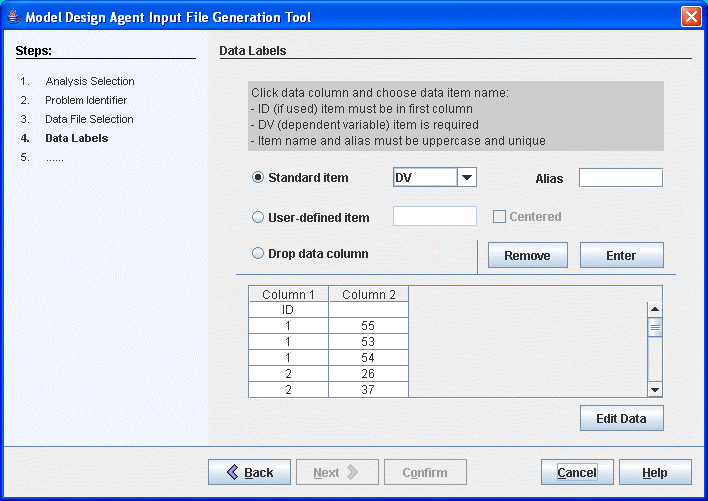 Model Design Agent Input File Generation Tool
Steps:
1. Analysis Selection
2. Problem Identifier
3. Data File Selection
4. Data Labels
5. ......
Data Labels
Click data column and choose data item name:
- ID (if used) item must be in first column
- DV (dependent variable) item is required
- Item name and alias must be uppercase and unique
Standard item DV Alias
User-defined item Centered
Drop data column Remove Enter
Column 1 Column 2
ID
1 55
1 53
1 54
2 26
2 37
Edit Data
Back Next Confirm Cancel Help